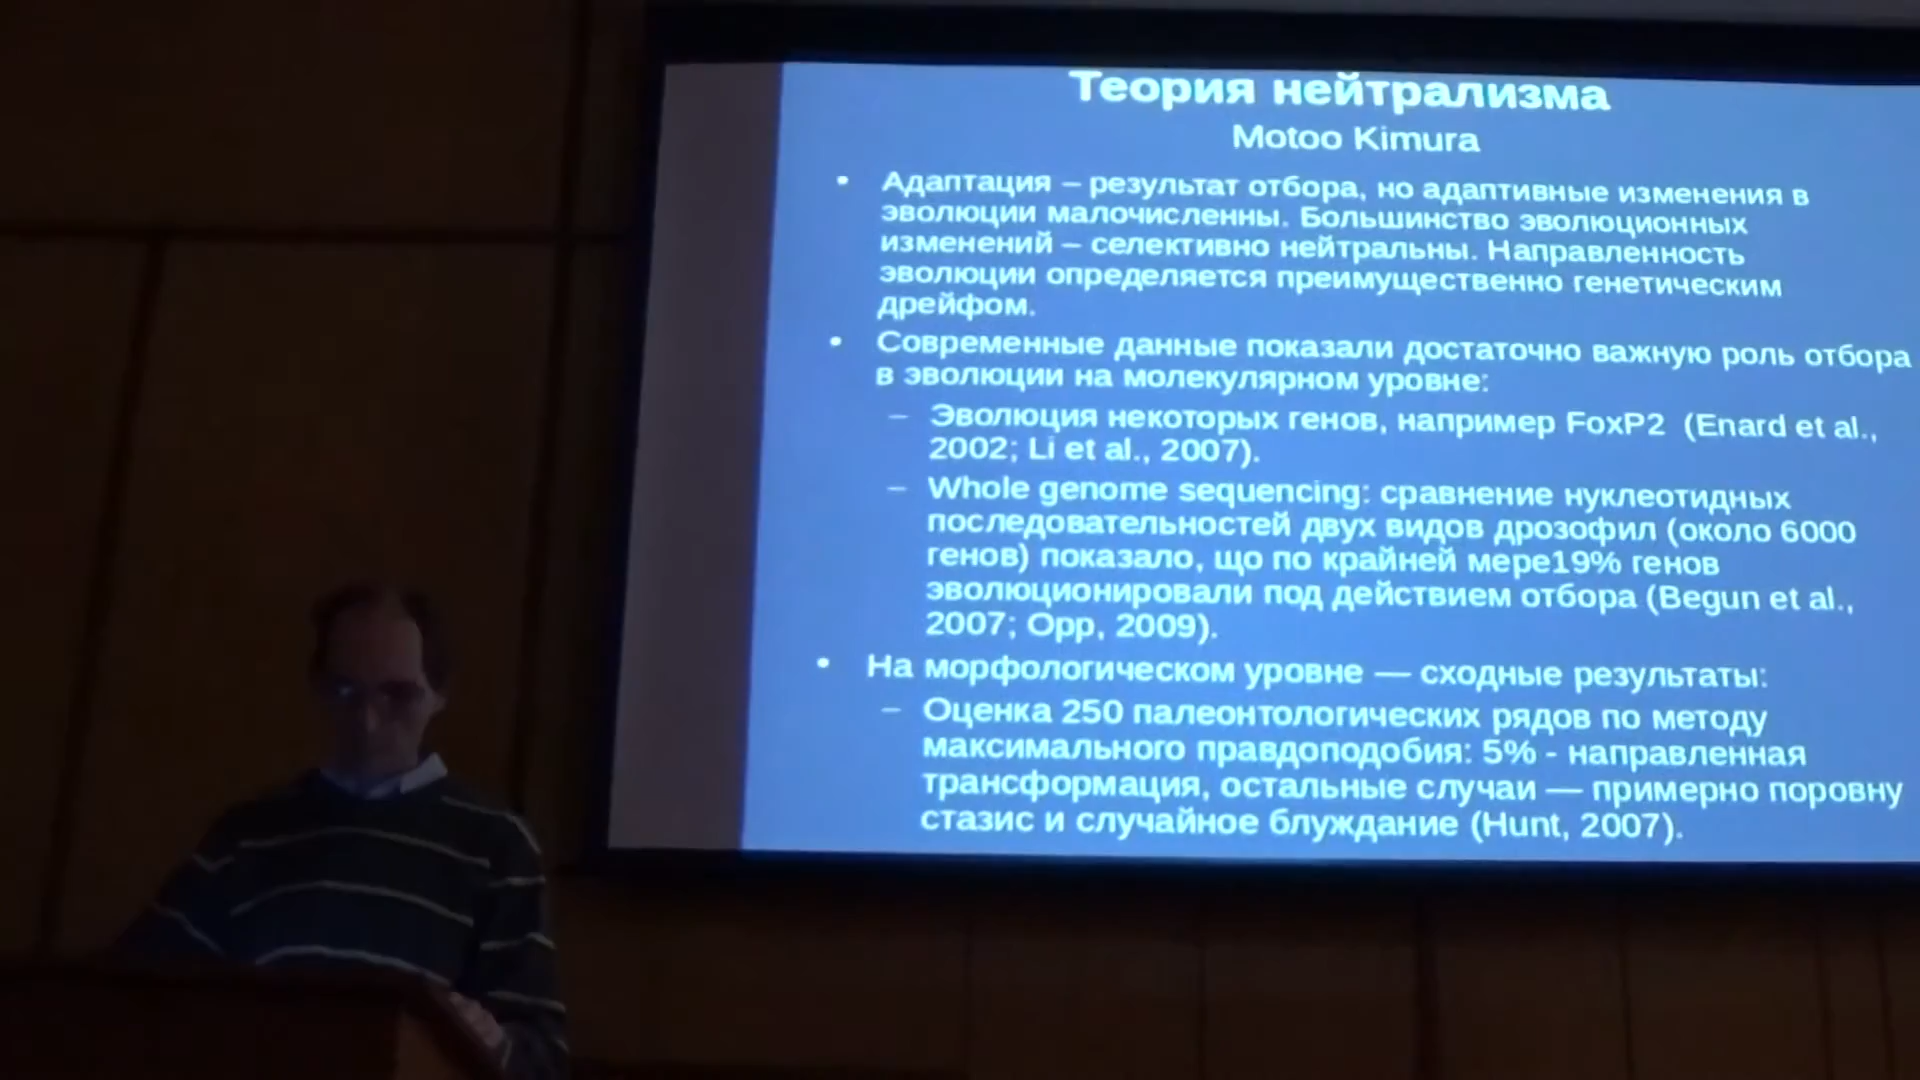 Теория нейтрализма
Motoo Kimura
• Адаптация – результат отбора, но адаптивные изменения в
эволюции малочисленны. Большинство эволюционных
изменений – селективно нейтральны. Направленность
эволюции определяется преимущественно генетическим
дрейфом.
• Современные данные показали достаточно важную роль отбора
в эволюции на молекулярном уровне:
– Эволюция некоторых генов, например FoxP2 (Enard et al.,
2002; Li et al., 2007).
– Whole genome sequencing: сравнение нуклеотидных
последовательностей двух видов дрозофил (около 6000
генов) показало, що по крайней мере19% генов
эволюционировали под действием отбора (Begun et al.,
2007; Opp, 2009).
• На морфологическом уровне — сходные результаты:
– Оценка 250 палеонтологических рядов по методу
максимального правдоподобия: 5% - направленная
трансформация, остальные случаи — примерно поровну
стазис и случайное блуждание (Hunt, 2007).